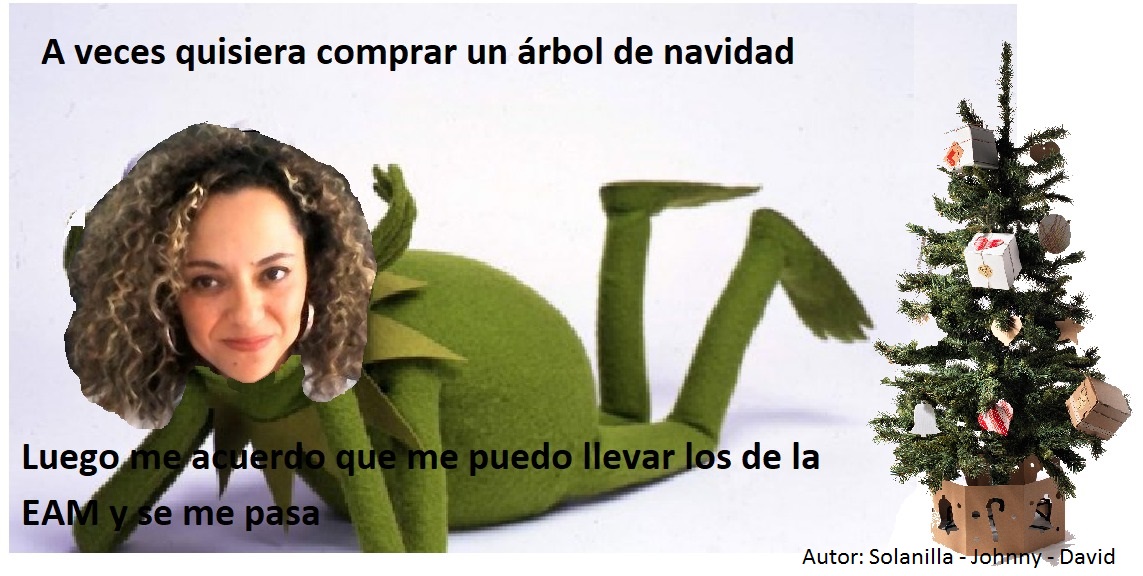 A veces quisiera comprar un árbol de navidad
Luego me acuerdo que me puedo llevar los de la
EAM y se me pasa
Autor: Solanilla - Johnny - David